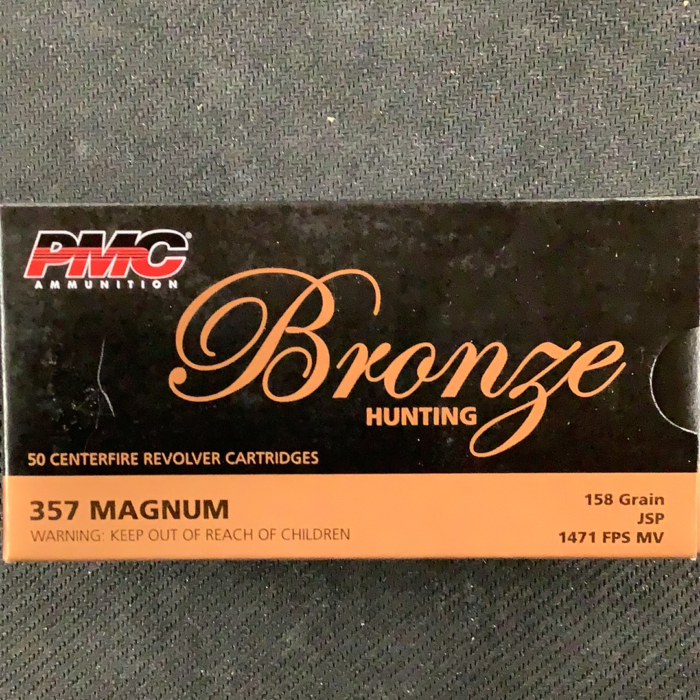 PMC®
AMMUNITION
Bronze
HUNTING
50 CENTERFIRE REVOLVER CARTRIDGES
357 MAGNUM
WARNING: KEEP OUT OF REACH OF CHILDREN
158 Grain
JSP
1471 FPS MV